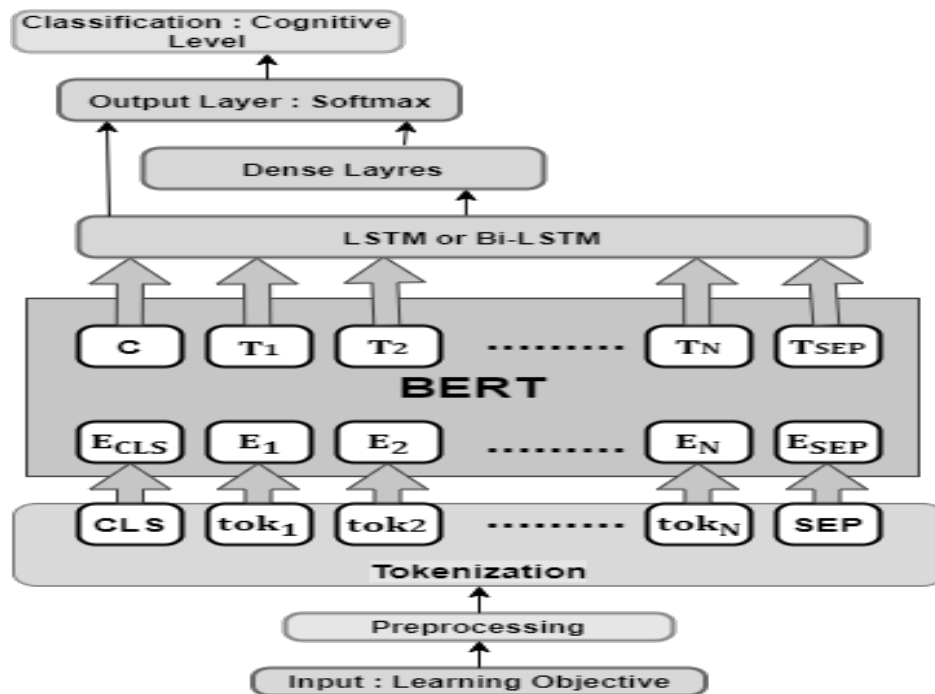 Classification : Cognitive
Level
Output Layer : Softmax
Dense Layres
LSTM or Bi-LSTM
C T1 T2 ......... TN TSEP
BERT
ECLS E1 E2 ......... EN ESEP
CLS tok1 tok2 ......... tokN SEP
Tokenization
Preprocessing
Input : Learning Objective